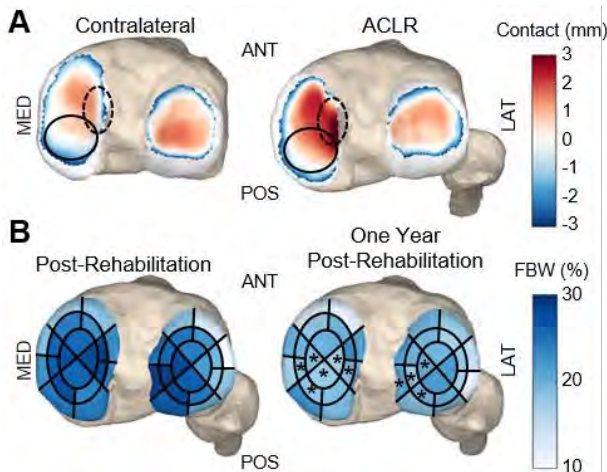 A
Contralateral
ANT
ACLR
Contact (mm)
MED
LAT
3
2
1
0
-1
-2
-3
POS
B
Post-Rehabilitation
ANT
One Year
Post-Rehabilitation
FBW (%)
MED
* * * * * *
* * * *
LAT
30
20
10
POS